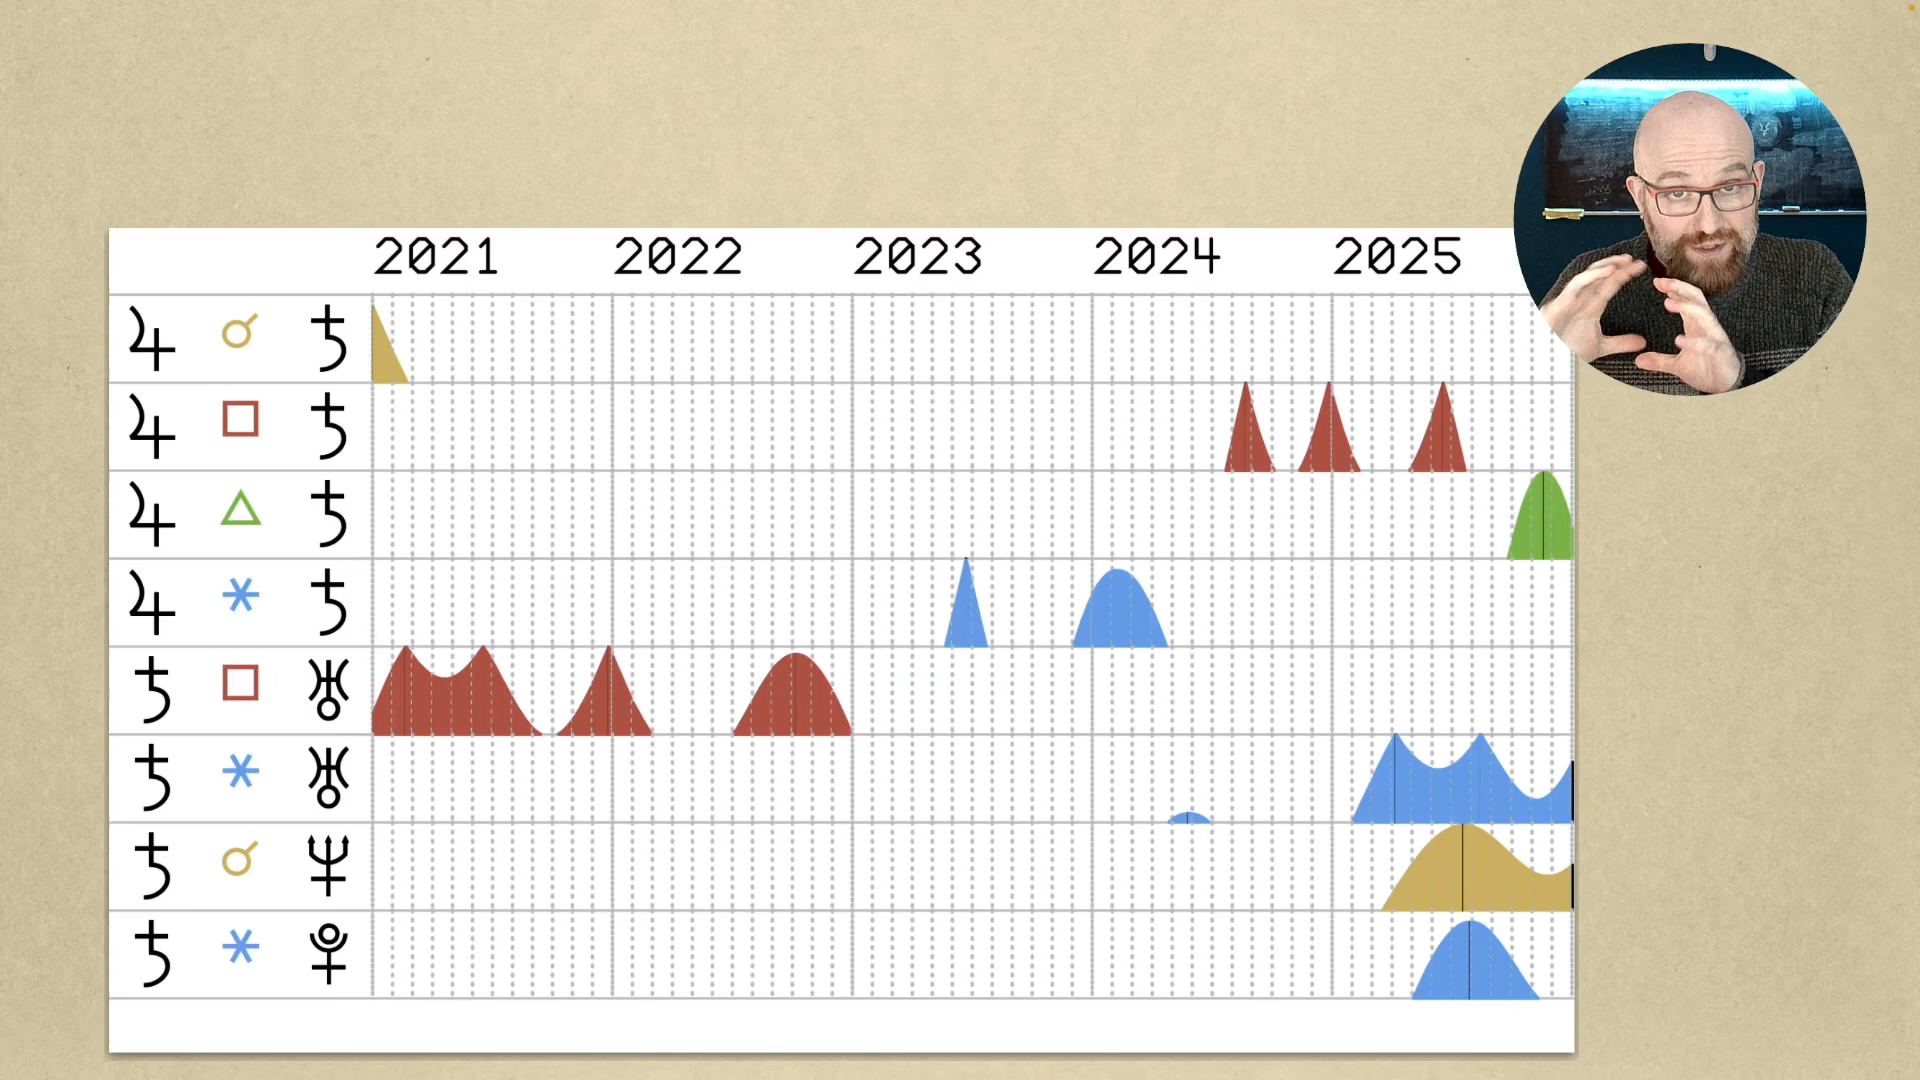 2021 2022 2023 2024 2025
♃ ☌ ♄
♃ □ ♄
♃ △ ♄
♃ ⚹ ♄
♄ □ ♅
♄ ⚹ ♅
♄ ☌ ♆
♄ ⚹ ♇